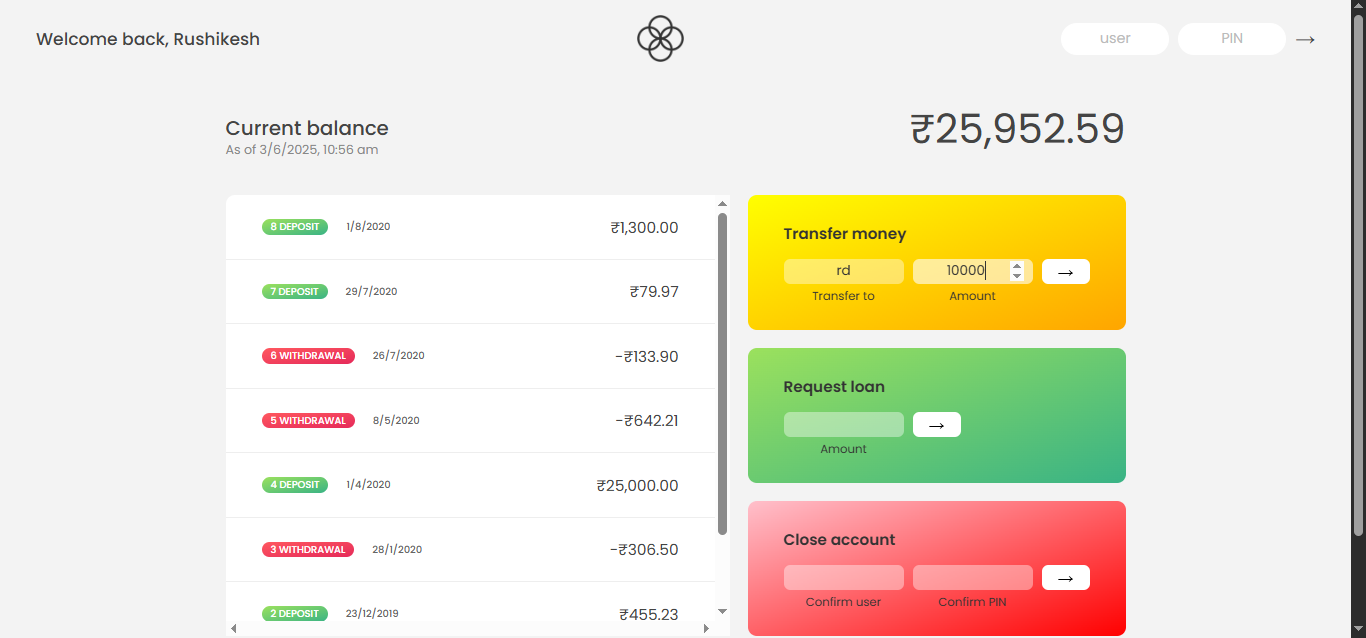 Welcome back, Rushikesh
user
PIN
→
Current balance
As of 3/6/2025, 10:56 am
₹25,952.59
8 DEPOSIT 1/8/2020 ₹1,300.00
7 DEPOSIT 29/7/2020 ₹79.97
6 WITHDRAWAL 26/7/2020 -₹133.90
5 WITHDRAWAL 8/5/2020 -₹642.21
4 DEPOSIT 1/4/2020 ₹25,000.00
3 WITHDRAWAL 28/1/2020 -₹306.50
2 DEPOSIT 23/12/2019 ₹455.23
Transfer money
rd 10000 →
Transfer to Amount
Request loan
→
Amount
Close account
→
Confirm user Confirm PIN